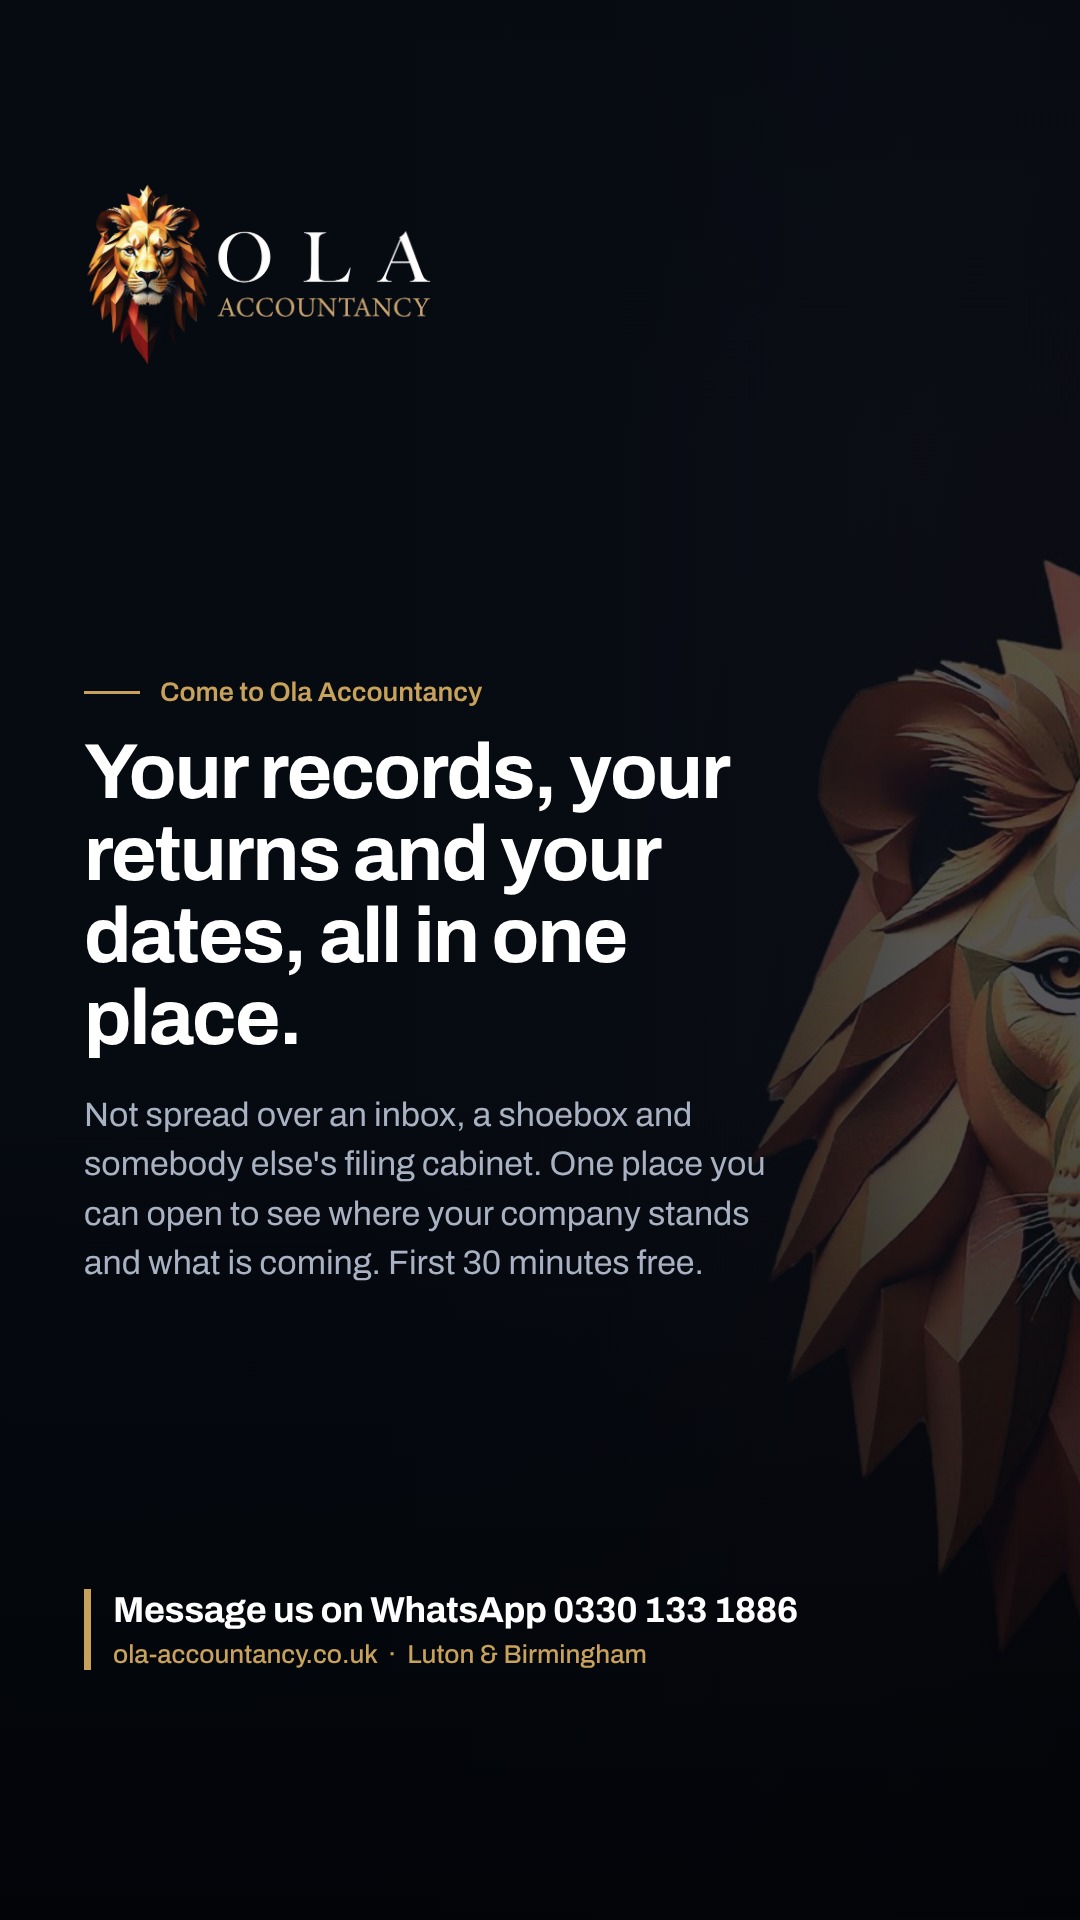 OLA
ACCOUNTANCY
Come to Ola Accountancy
Your records, your
returns and your
dates, all in one
place.
Not spread over an inbox, a shoebox and
somebody else's filing cabinet. One place you
can open to see where your company stands
and what is coming. First 30 minutes free.
Message us on WhatsApp 0330 133 1886
ola-accountancy.co.uk · Luton & Birmingham